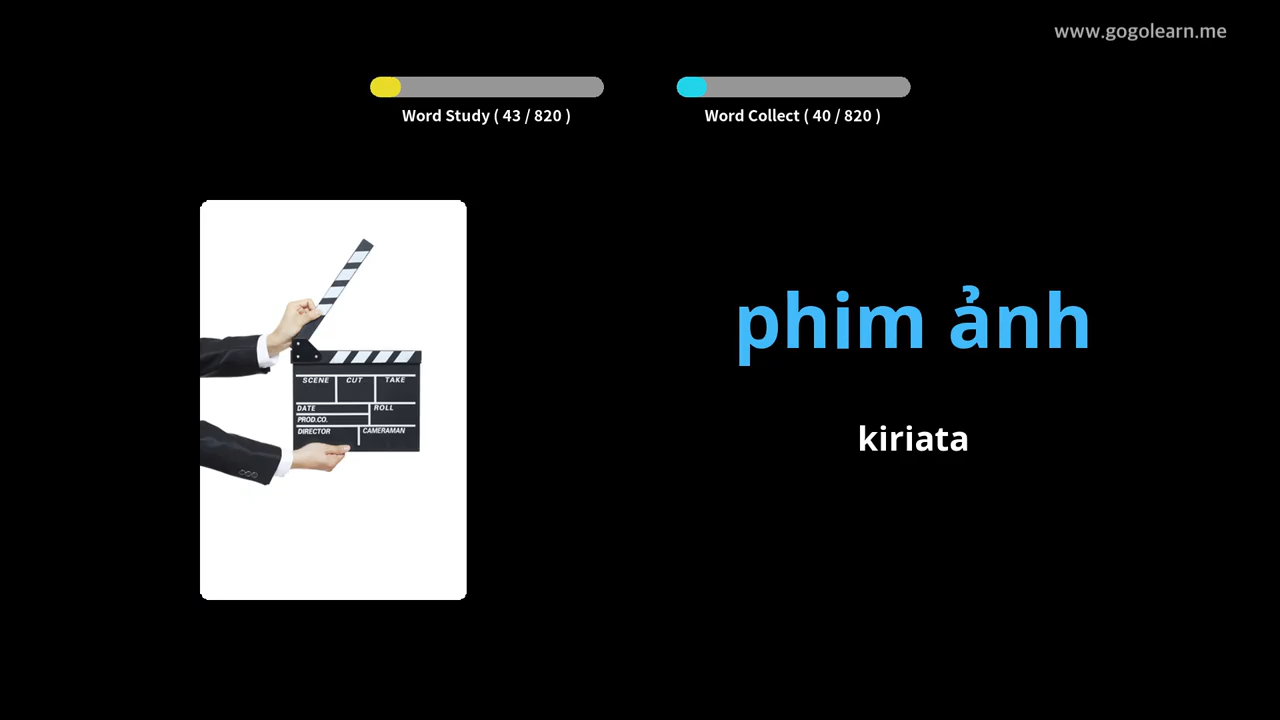 www.gogolearn.me
Word Study ( 43 / 820 )
Word Collect ( 40 / 820 )
SCENE CUT TAKE
DATE ROLL
PROD.CO.
DIRECTOR CAMERAMAN
phim ảnh
kiriata